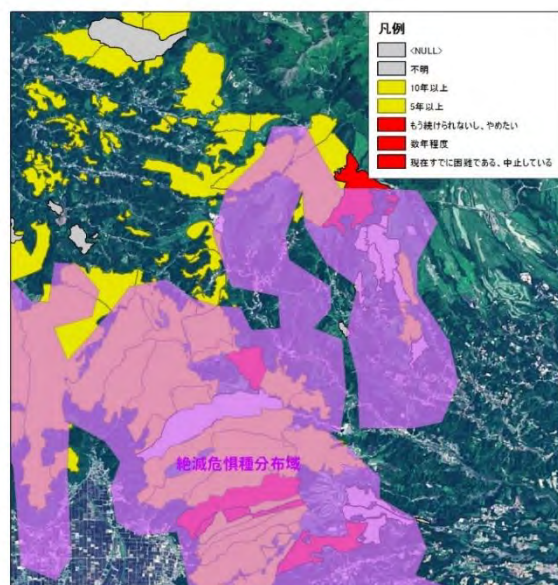 凡例
<NULL>
不明
10年以上
5年以上
もう続けられないし、やめたい
数年程度
現在すでに困難である、中止している
絶滅危惧種分布域